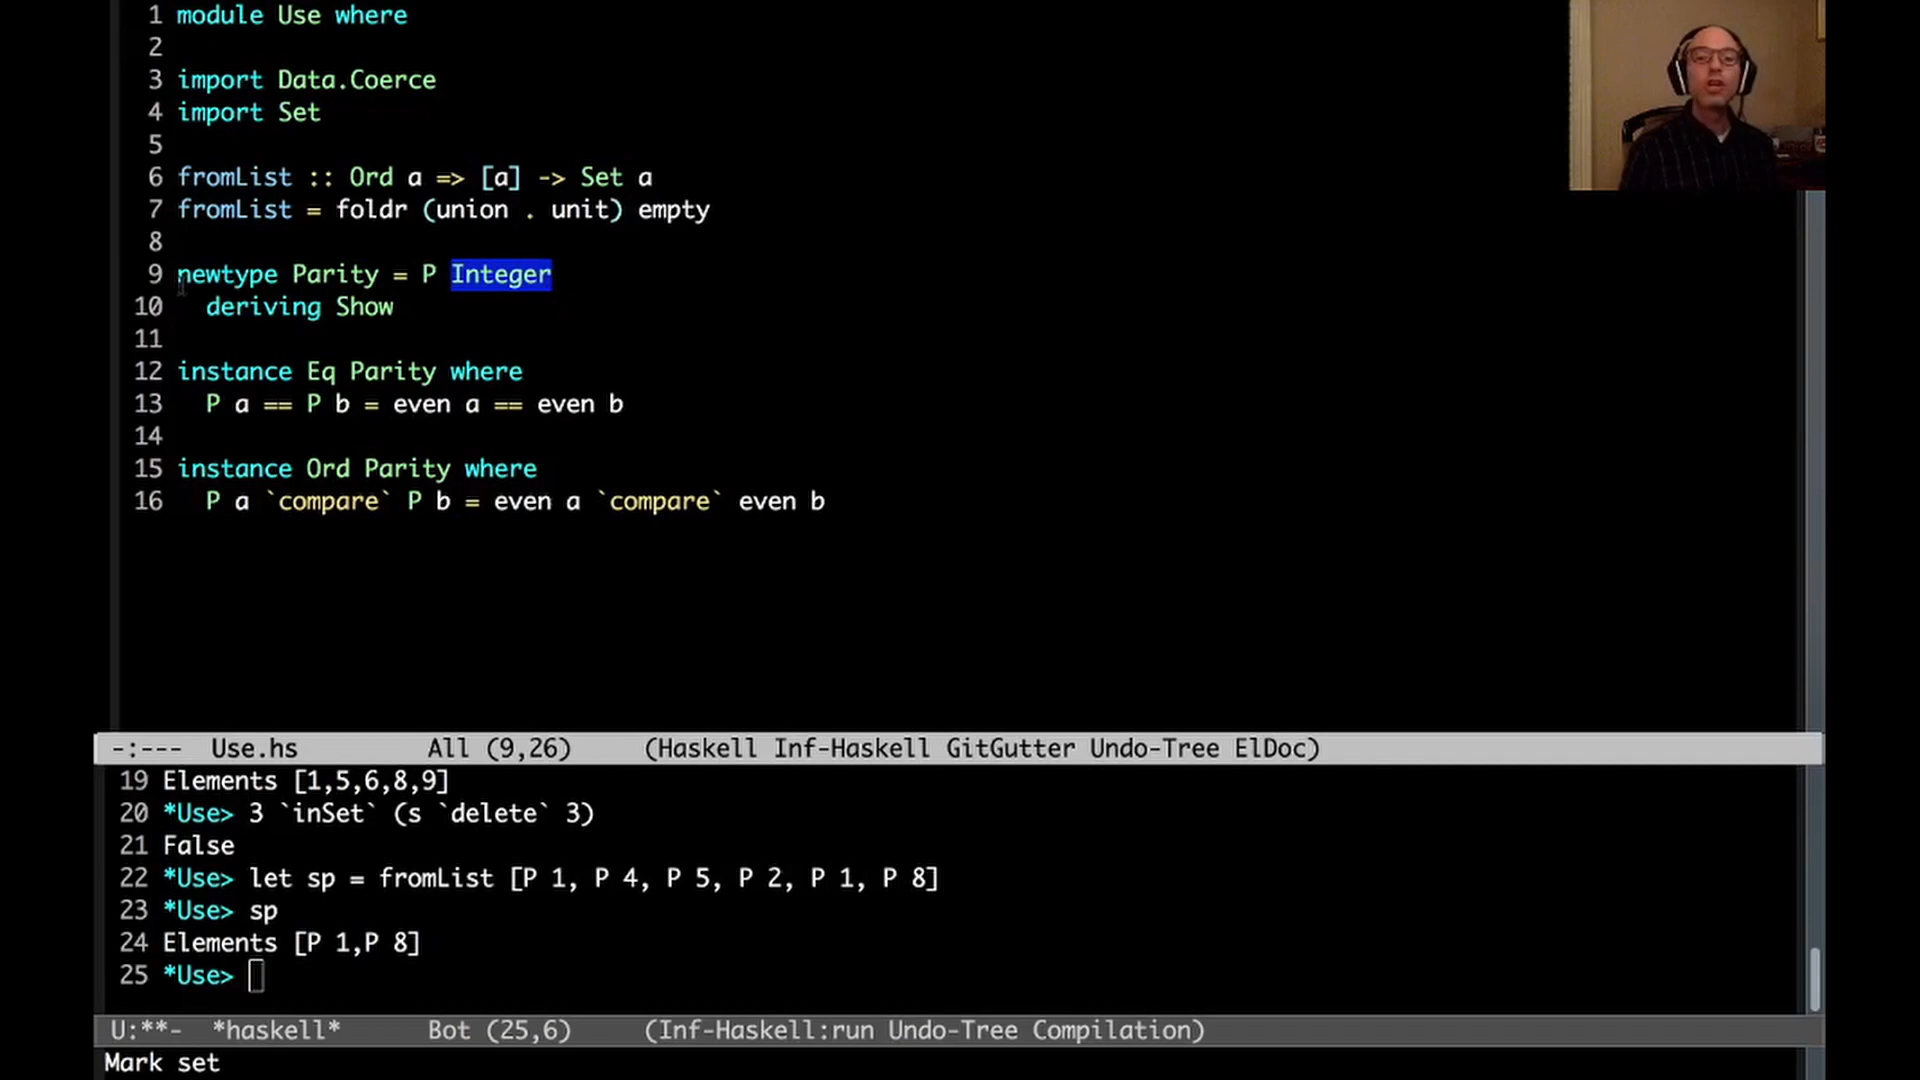 1 module Use where
2
3 import Data.Coerce
4 import Set
5
6 fromList :: Ord a => [a] -> Set a
7 fromList = foldr (union . unit) empty
8
9 newtype Parity = P Integer
10   deriving Show
11
12 instance Eq Parity where
13   P a == P b = even a == even b
14
15 instance Ord Parity where
16   P a `compare` P b = even a `compare` even b
-:---  Use.hs         All (9,26)     (Haskell Inf-Haskell GitGutter Undo-Tree ElDoc)
19 Elements [1,5,6,8,9]
20 *Use> 3 `inSet` (s `delete` 3)
21 False
22 *Use> let sp = fromList [P 1, P 4, P 5, P 2, P 1, P 8]
23 *Use> sp
24 Elements [P 1,P 8]
25 *Use>
U:**-  *haskell*      Bot (25,6)     (Inf-Haskell:run Undo-Tree Compilation)
Mark set